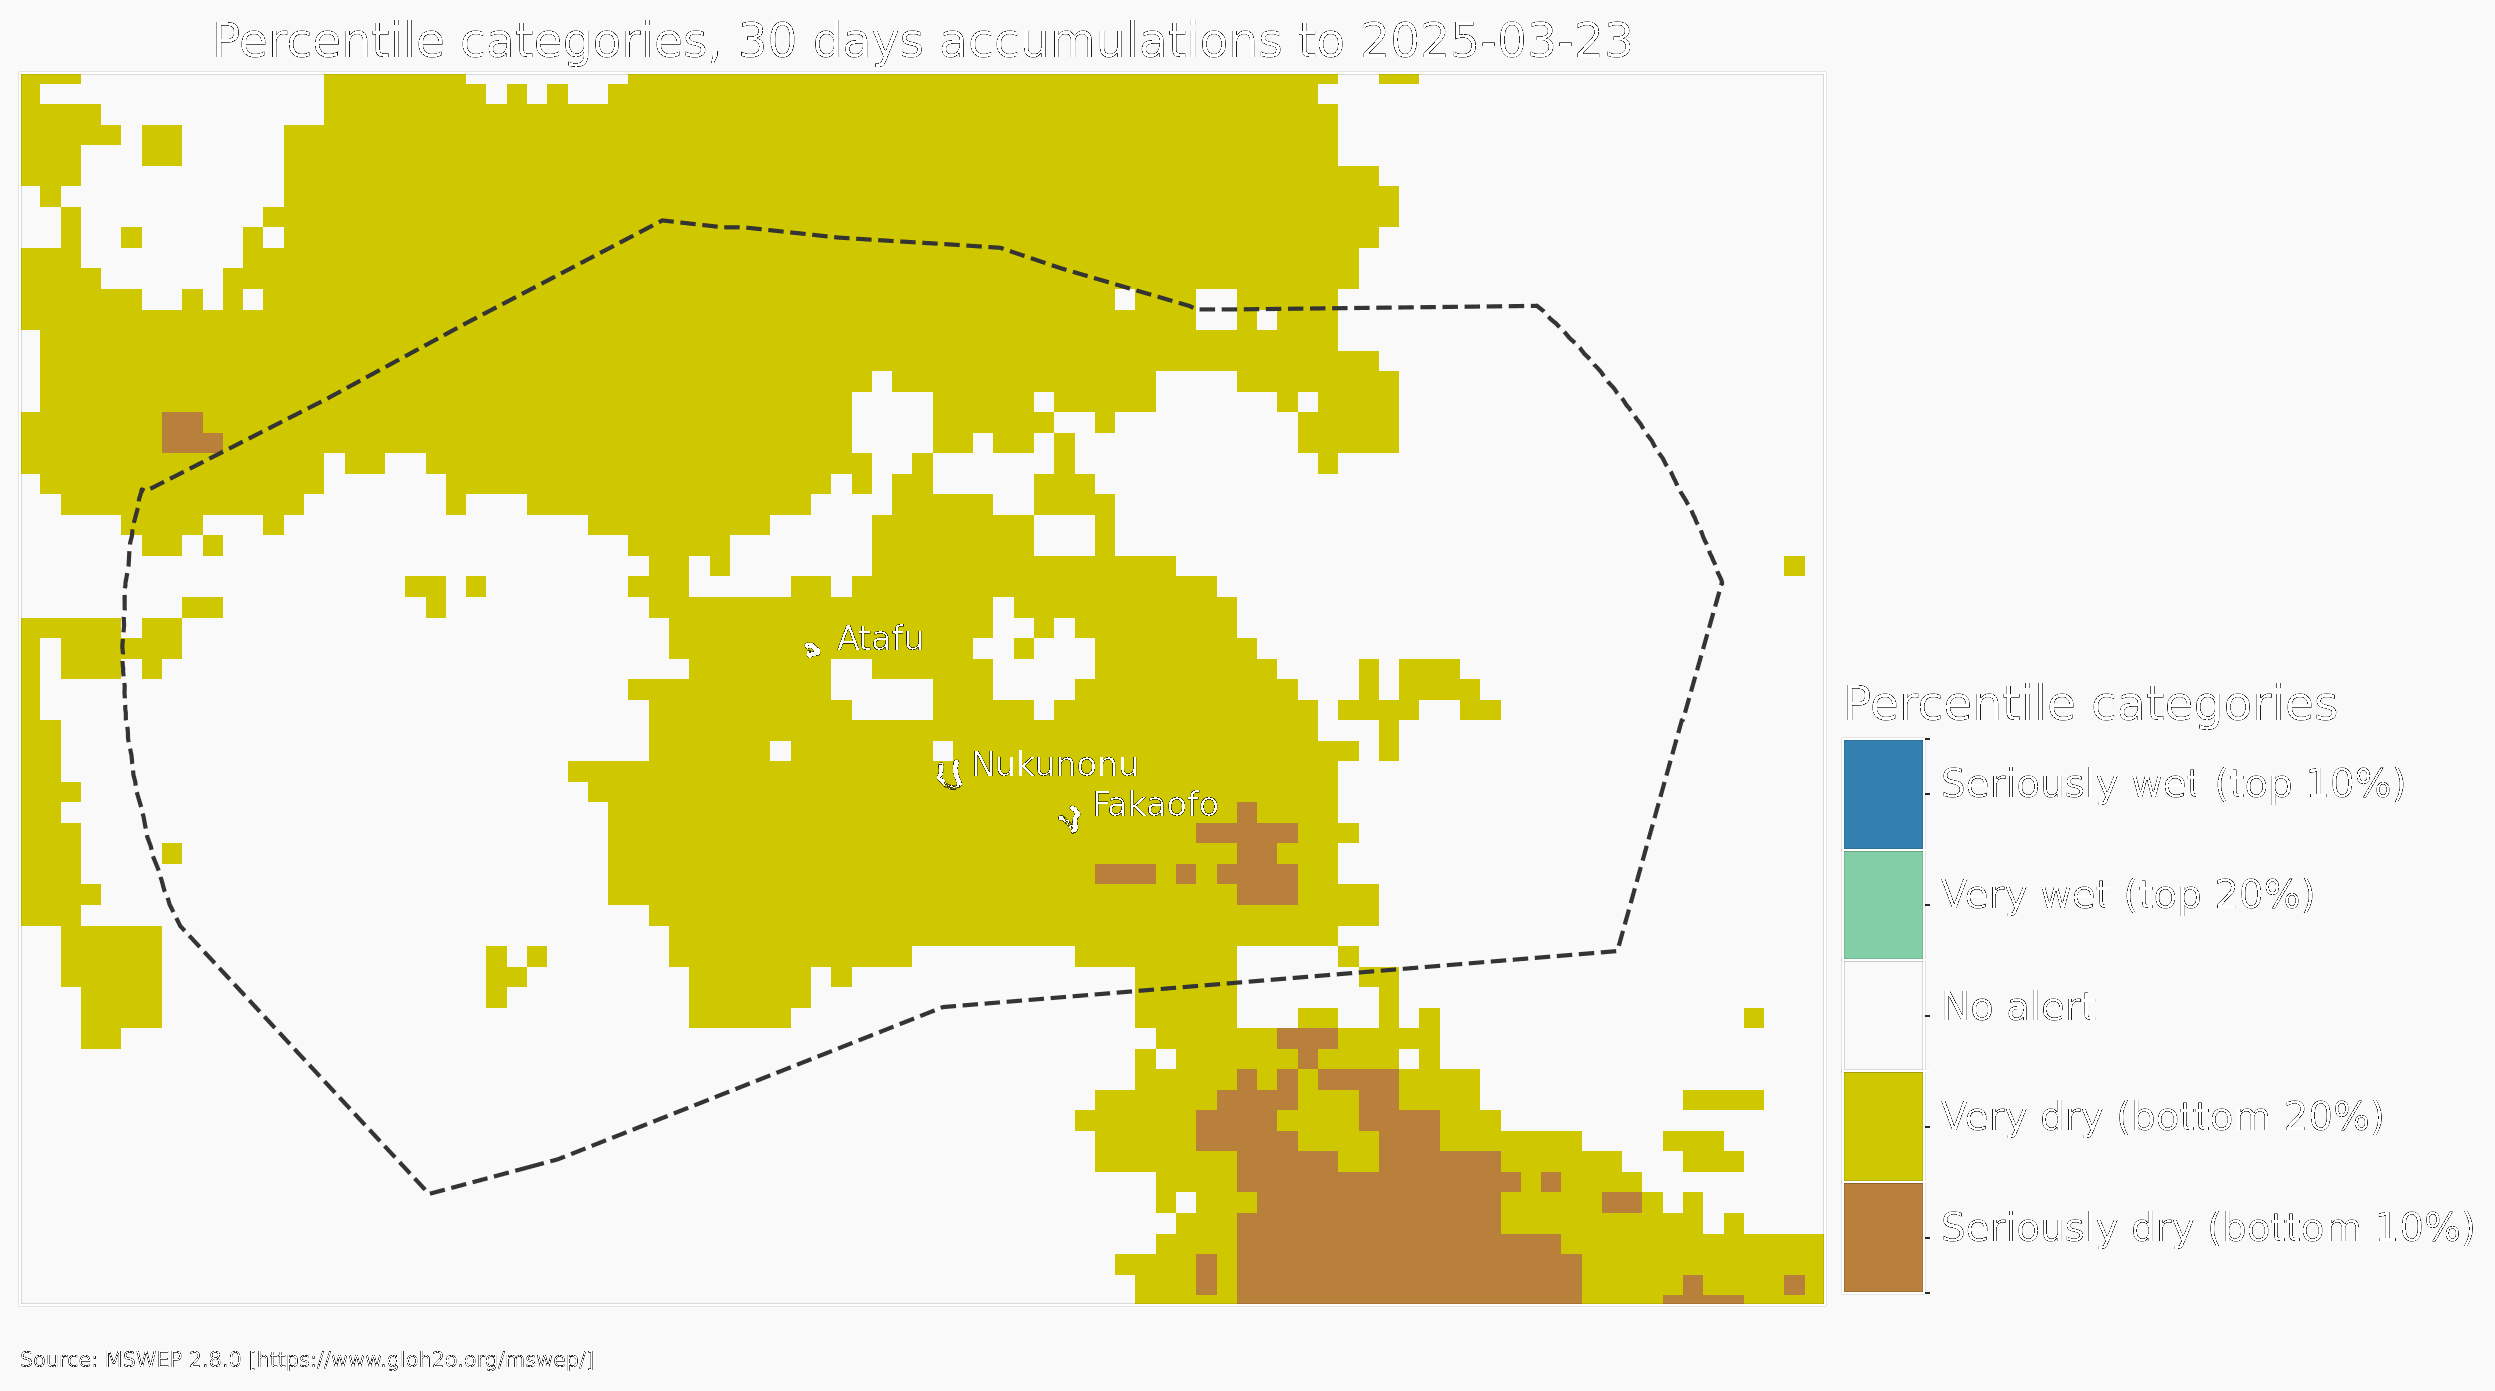 Percentile categories, 30 days accumulations to 2025-03-23
Atafu
Nukunonu
Fakaofo
Percentile categories
Seriously wet (top 10%)
Very wet (top 20%)
No alert
Very dry (bottom 20%)
Seriously dry (bottom 10%)
Source: MSWEP 2.8.0 [https://www.gloh2o.org/mswep/]